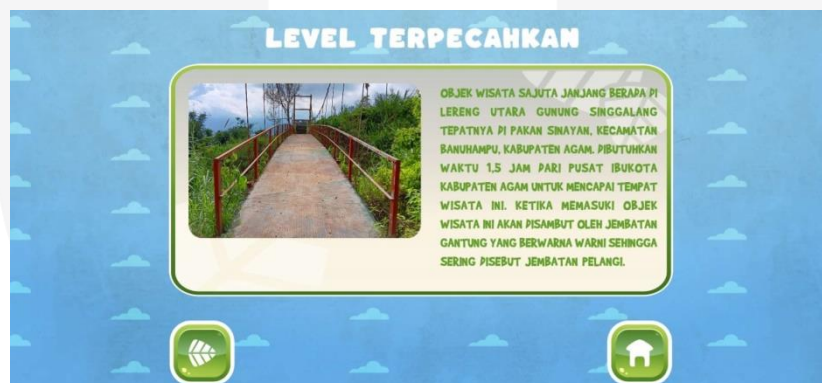 LEVEL TERPECAHKAN
OBJEK WISATA SAJUTA JANJANG BERADA DI
LERENG UTARA GUNUNG SINGGALANG
TEPATNYA DI PAKAN SINAYAN, KECAMATAN
BANUHAMPU, KABUPATEN AGAM. DIBUTUHKAN
WAKTU 1,5 JAM DARI PUSAT IBUKOTA
KABUPATEN AGAM UNTUK MENCAPAI TEMPAT
WISATA INI. KETIKA MEMASUKI OBJEK
WISATA INI AKAN DISAMBUT OLEH JEMBATAN
GANTUNG YANG BERWARNA WARNI SEHINGGA
SERING DISEBUT JEMBATAN PELANGI.